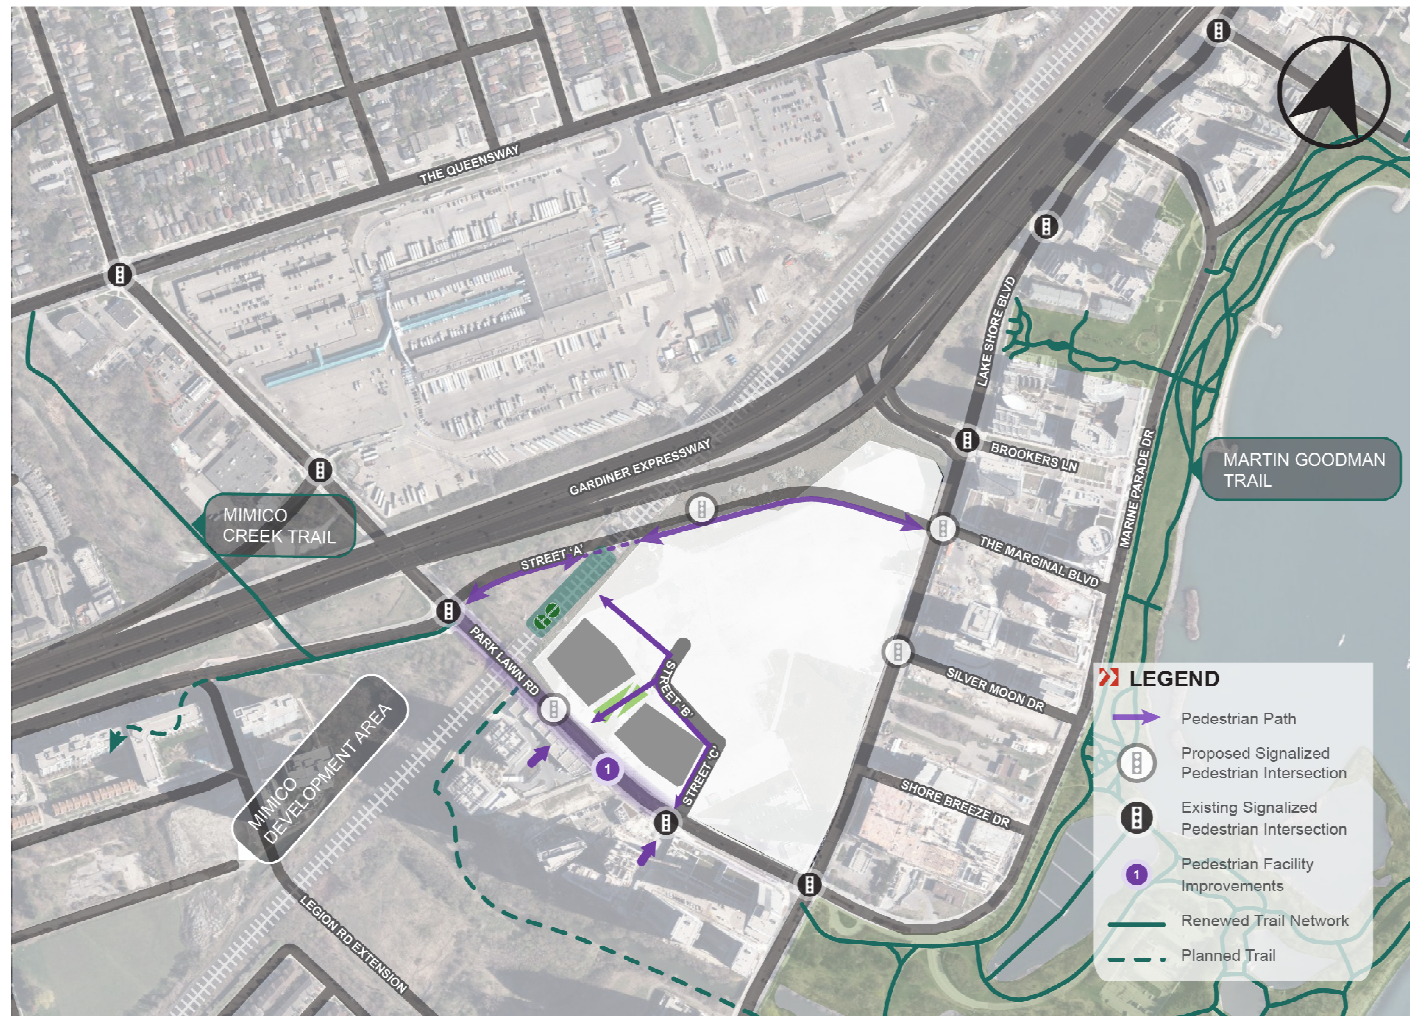 THE QUEENSWAY
GARDINER EXPRESSWAY
LAKE SHORE BLVD
BROOKERS LN
MARINE PARADE DR
MARTIN GOODMAN
TRAIL
MIMICO
CREEK TRAIL
STREET 'A'
THE MARGINAL BLVD
PARK LAWN RD
STREET 'B'
SILVER MOON DR
STREET 'C'
1
SHORE BREEZE DR
MIMICO
DEVELOPMENT AREA
LEGION RD EXTENSION
LEGEND
Pedestrian Path
Proposed Signalized
Pedestrian Intersection
Existing Signalized
Pedestrian Intersection
1
Pedestrian Facility
Improvements
Renewed Trail Network
Planned Trail